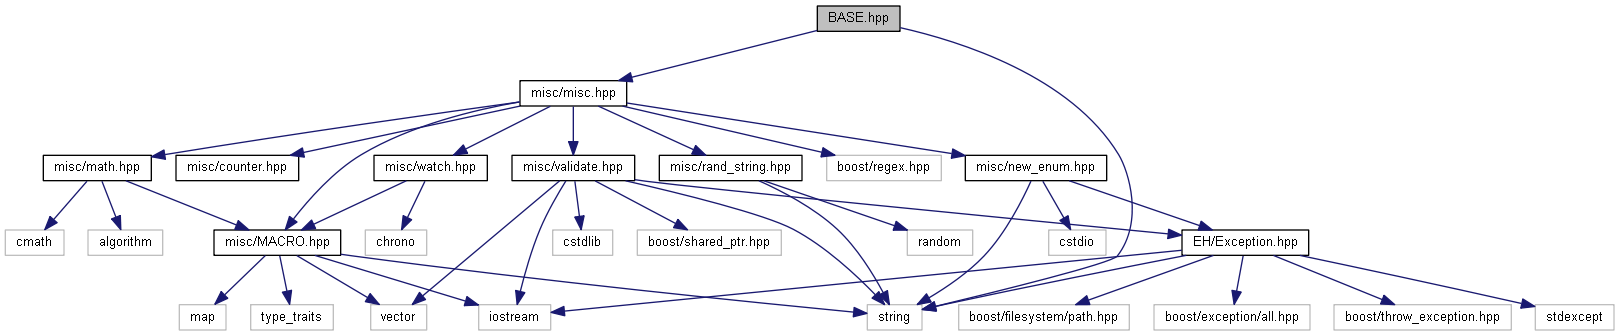 BASE.hpp
misc/misc.hpp
misc/math.hpp
misc/counter.hpp
misc/watch.hpp
misc/validate.hpp
misc/rand_string.hpp
boost/regex.hpp
misc/new_enum.hpp
cmath
algorithm
misc/MACRO.hpp
chrono
cstdlib
boost/shared_ptr.hpp
random
cstdio
EH/Exception.hpp
map
type_traits
vector
iostream
string
boost/filesystem/path.hpp
boost/exception/all.hpp
boost/throw_exception.hpp
stdexcept